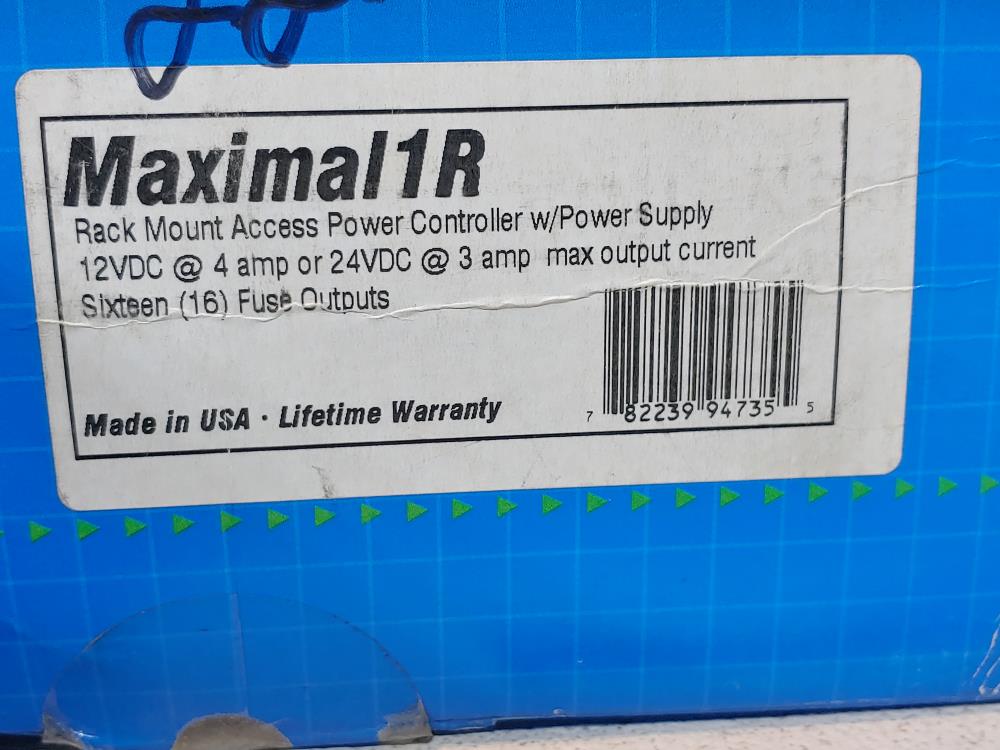 Maximal1R
Rack Mount Access Power Controller w/Power Supply
12VDC @ 4 amp or 24VDC @ 3 amp max output current
Sixteen (16) Fuse Outputs
Made in USA · Lifetime Warranty
7 82239 94735 5